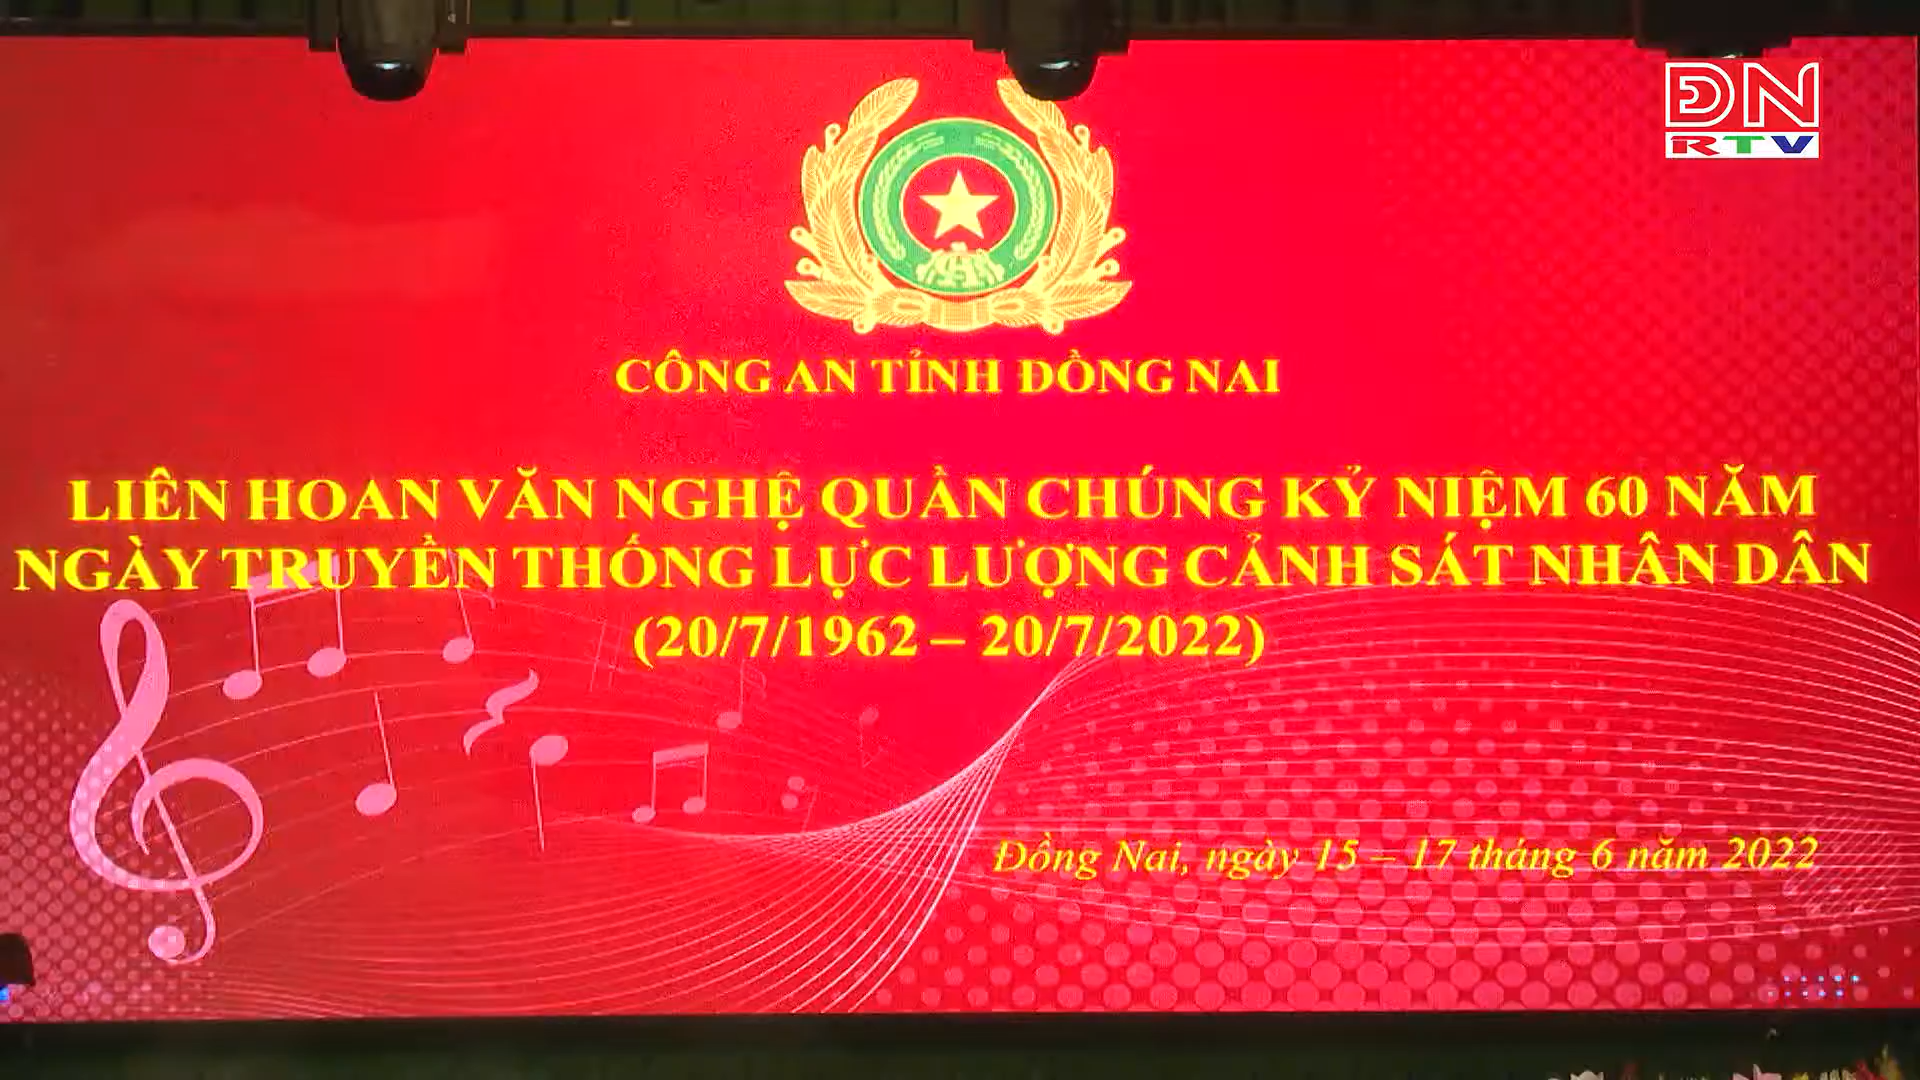 ĐN
RTV
CÔNG AN TỈNH ĐỒNG NAI
LIÊN HOAN VĂN NGHỆ QUẦN CHÚNG KỶ NIỆM 60 NĂM
NGÀY TRUYỀN THỐNG LỰC LƯỢNG CẢNH SÁT NHÂN DÂN
(20/7/1962 – 20/7/2022)
Đồng Nai, ngày 15 – 17 tháng 6 năm 2022